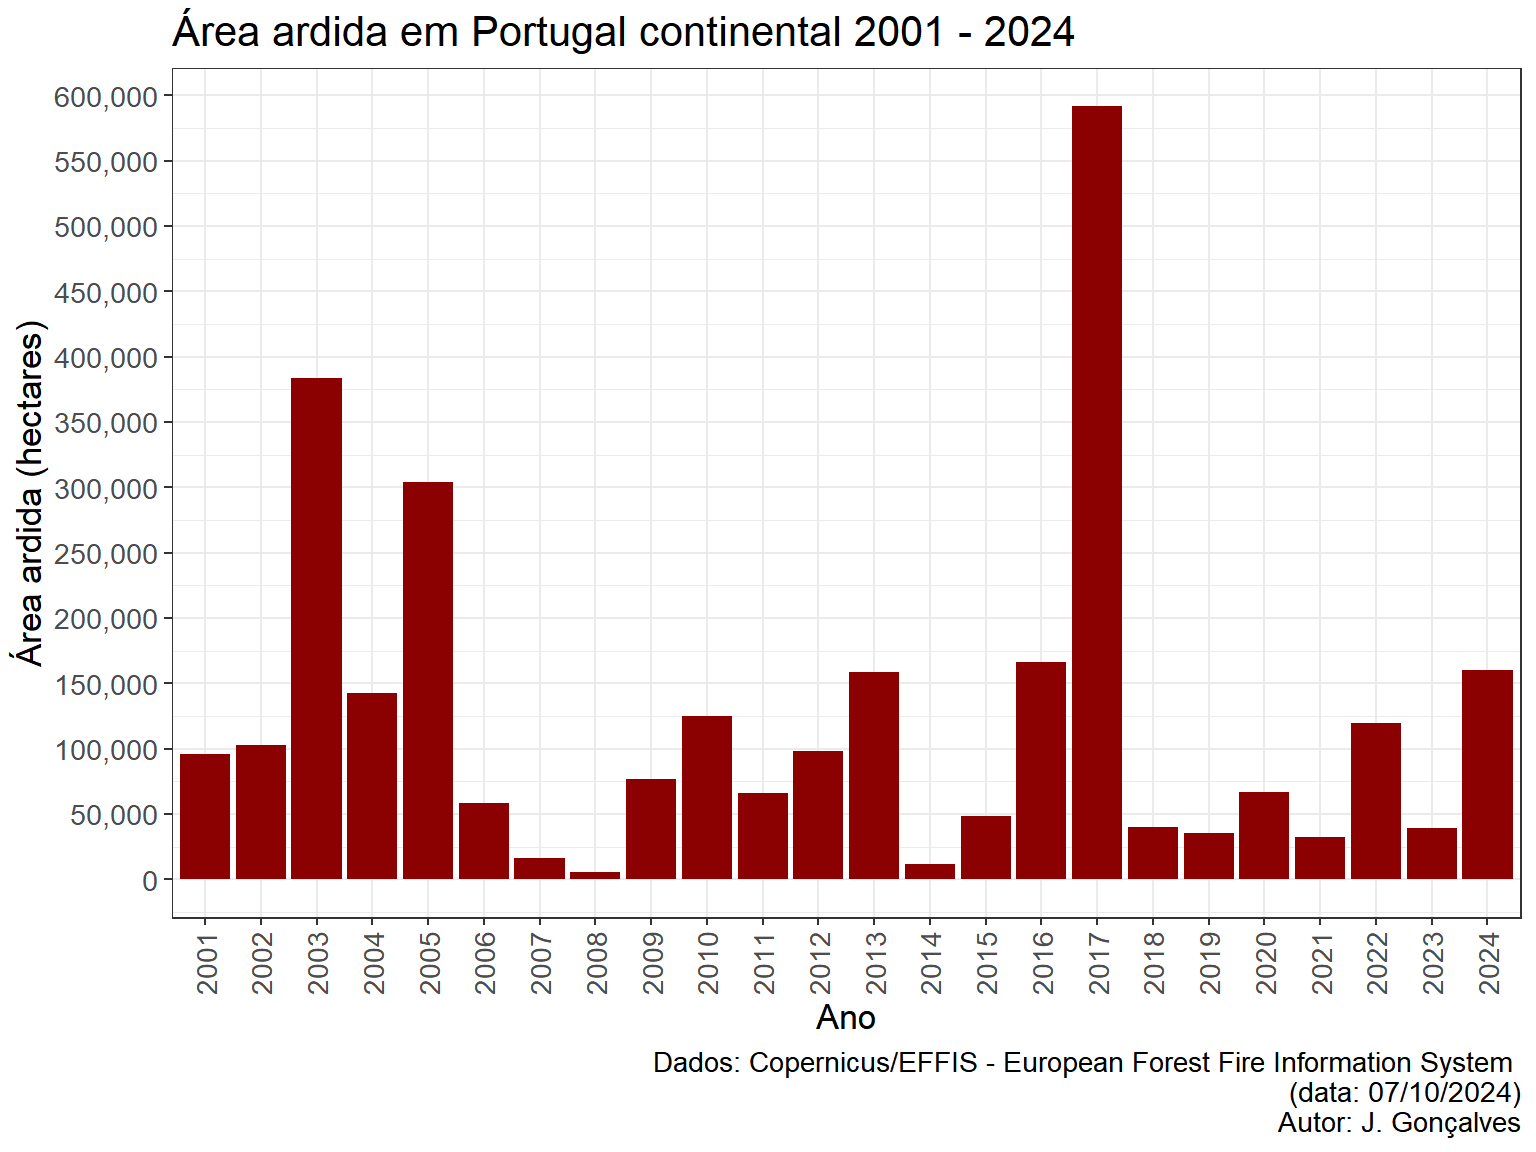 Área ardida em Portugal continental 2001 - 2024
Área ardida (hectares)
600,000
550,000
500,000
450,000
400,000
350,000
300,000
250,000
200,000
150,000
100,000
50,000
0
2001 2002 2003 2004 2005 2006 2007 2008 2009 2010 2011 2012 2013 2014 2015 2016 2017 2018 2019 2020 2021 2022 2023 2024
Ano
Dados: Copernicus/EFFIS - European Forest Fire Information System
(data: 07/10/2024)
Autor: J. Gonçalves